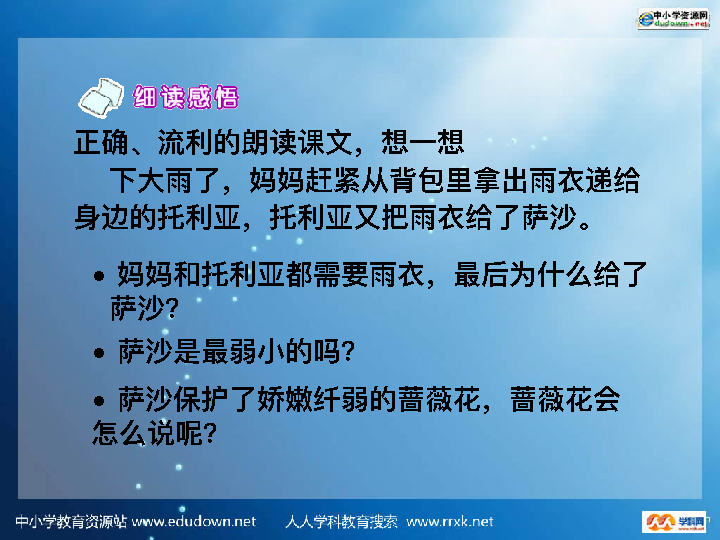 中小学资源网
edudown.net
细读感悟
正确、流利的朗读课文，想一想
下大雨了，妈妈赶紧从背包里拿出雨衣递给
身边的托利亚，托利亚又把雨衣给了萨沙。
• 妈妈和托利亚都需要雨衣，最后为什么给了
萨沙？
• 萨沙是最弱小的吗？
• 萨沙保护了娇嫩纤弱的蔷薇花，蔷薇花会
怎么说呢？
中小学教育资源站 www.edudown.net 人人学科教育搜索 www.rrxk.net
学科网